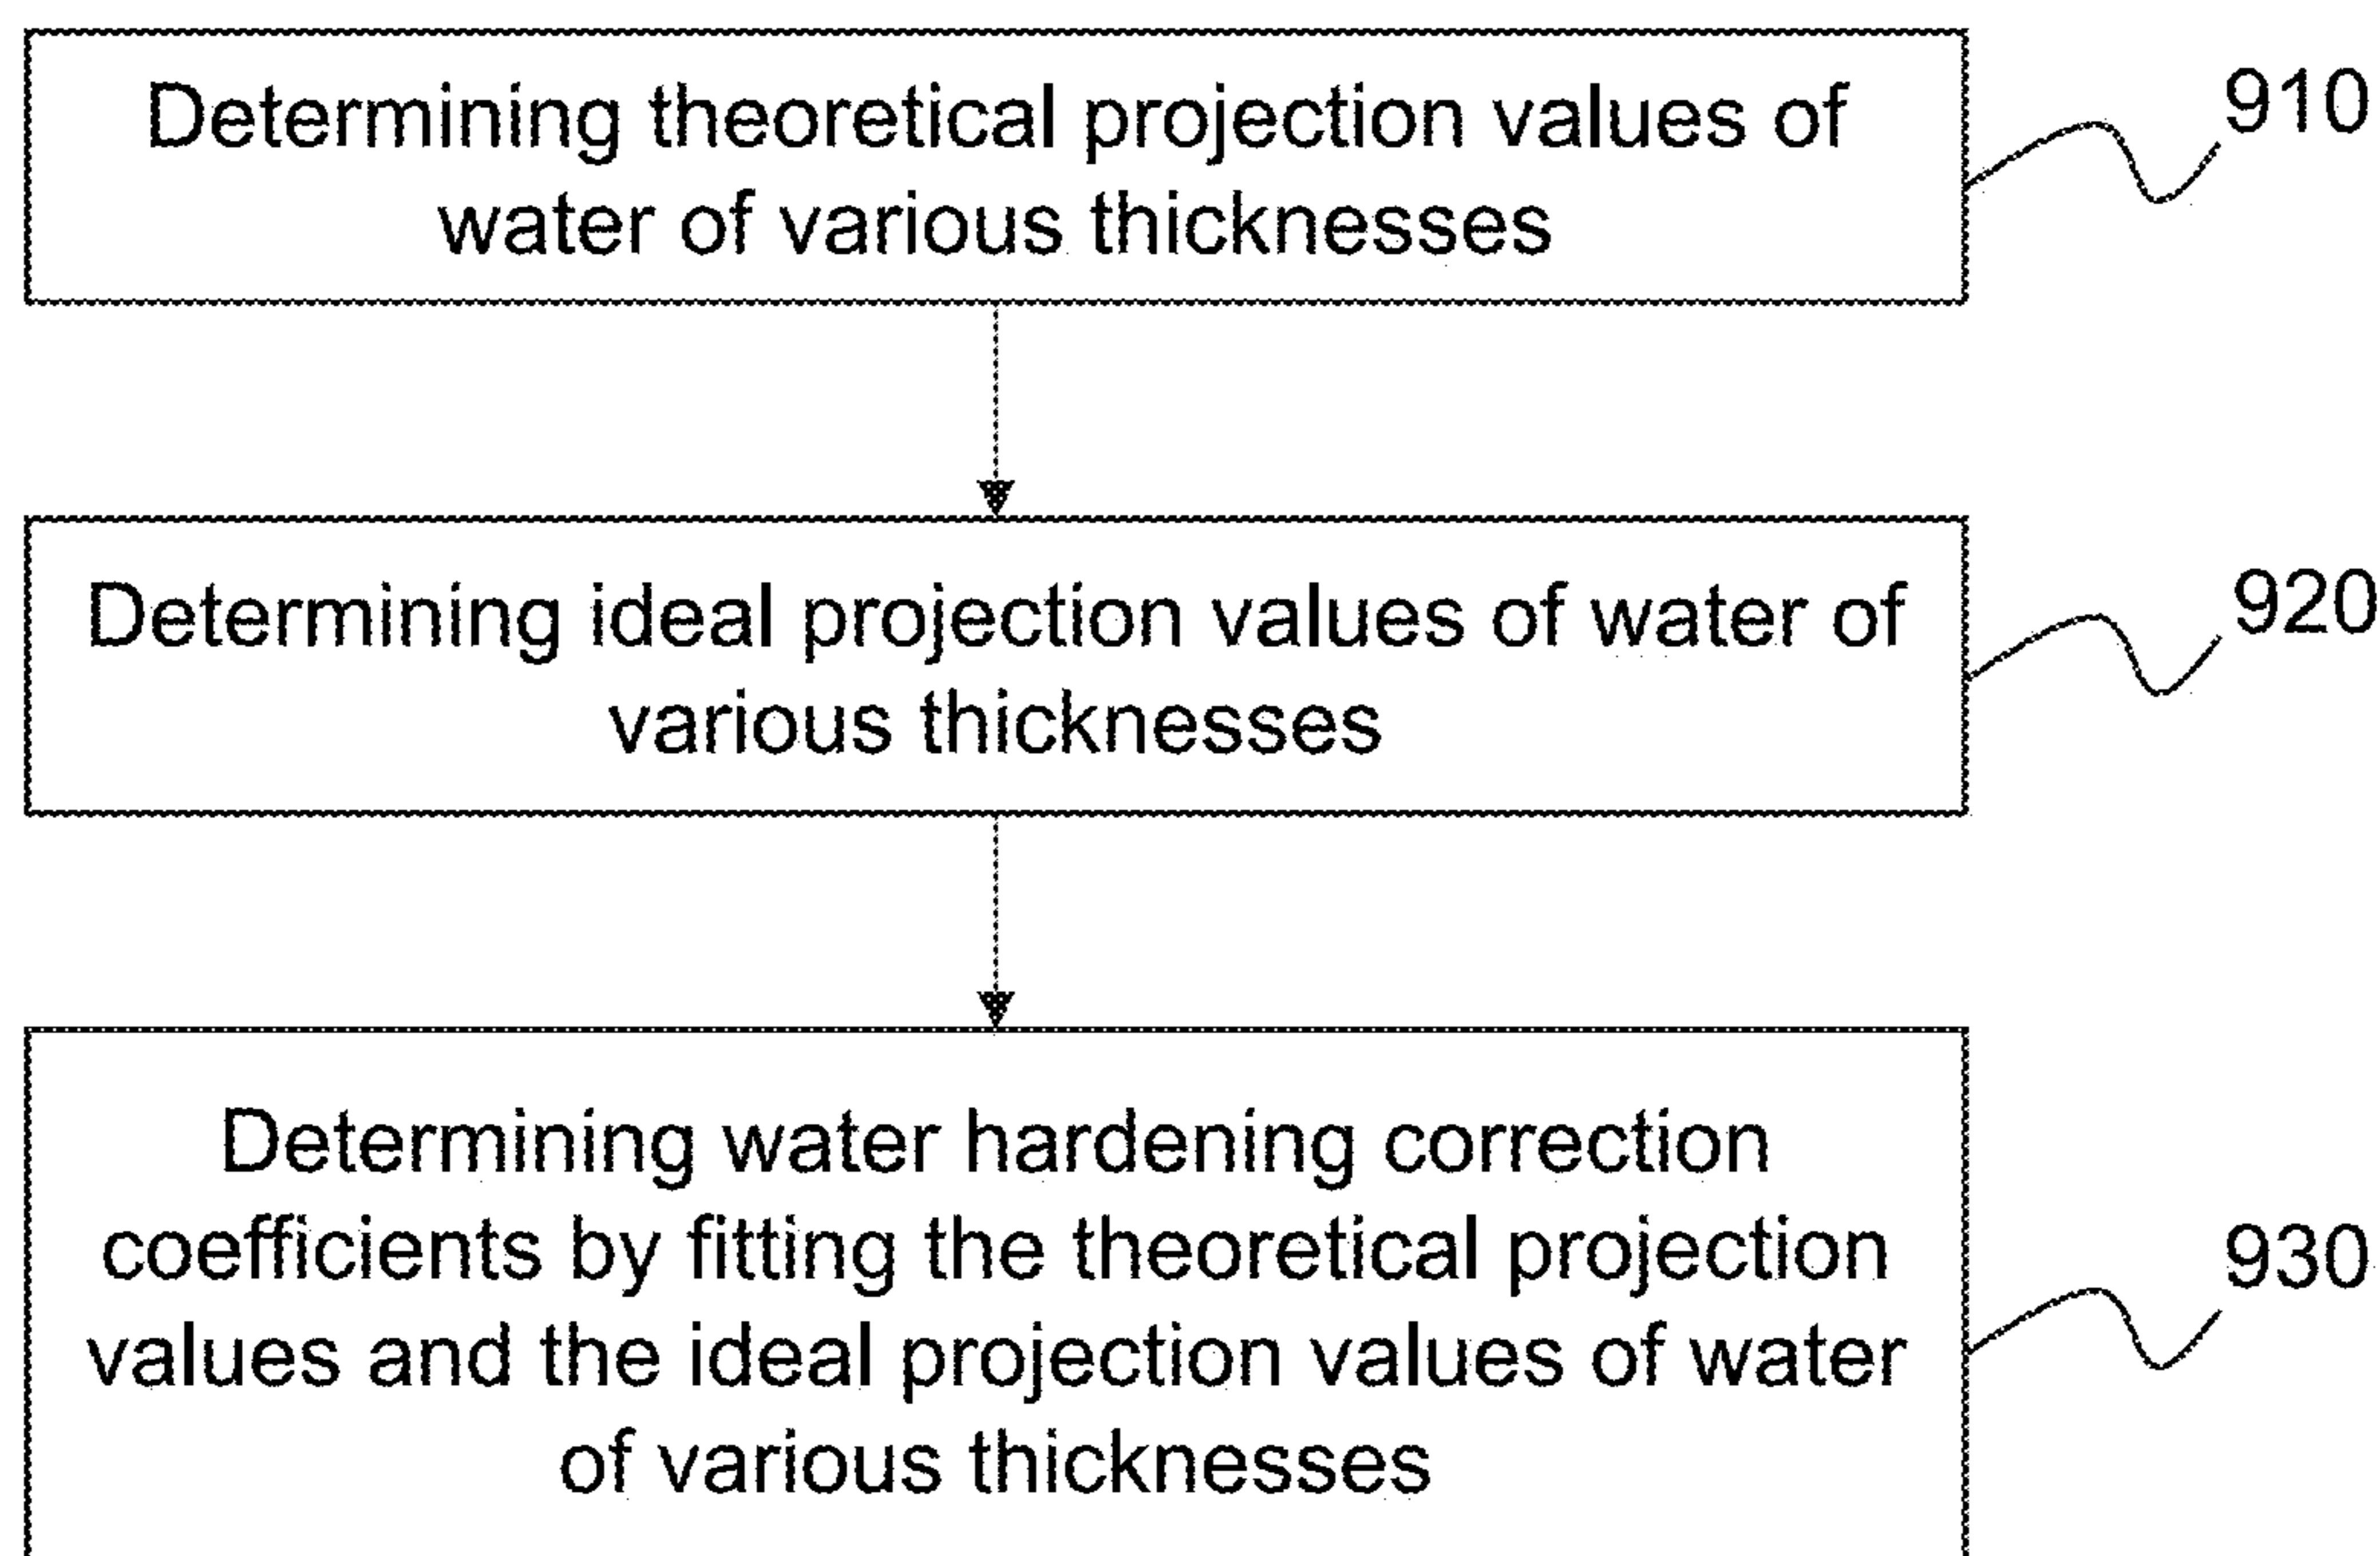 Determining theoretical projection values of
water of various thicknesses
910
Determining ideal projection values of water of
various thicknesses
920
Determining water hardening correction
coefficients by fitting the theoretical projection
values and the ideal projection values of water
of various thicknesses
930